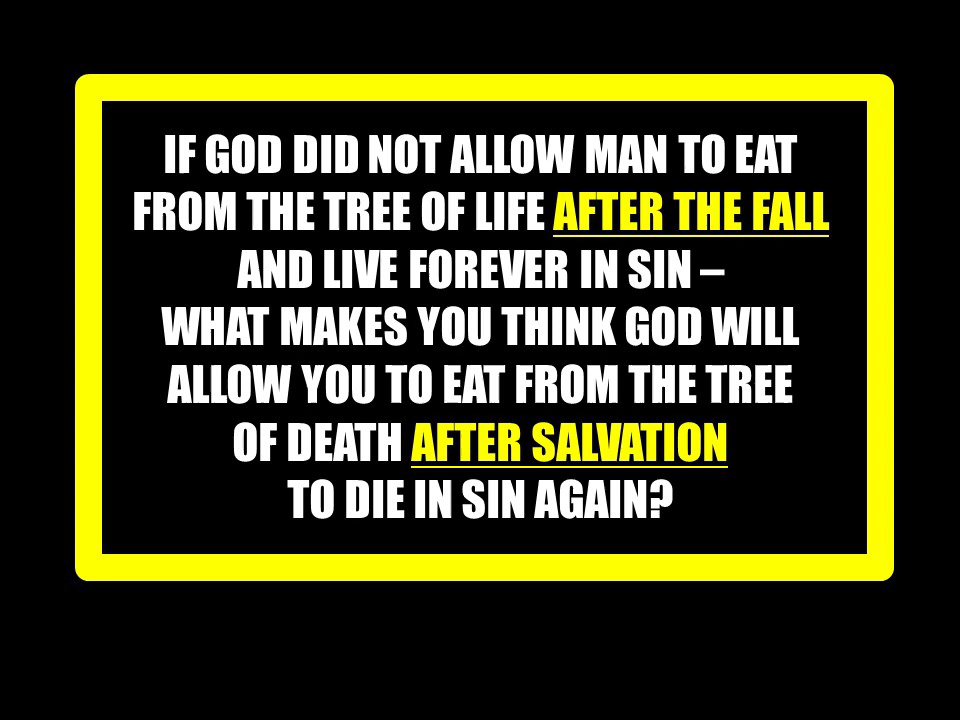 IF GOD DID NOT ALLOW MAN TO EAT
FROM THE TREE OF LIFE AFTER THE FALL
AND LIVE FOREVER IN SIN –
WHAT MAKES YOU THINK GOD WILL
ALLOW YOU TO EAT FROM THE TREE
OF DEATH AFTER SALVATION
TO DIE IN SIN AGAIN?